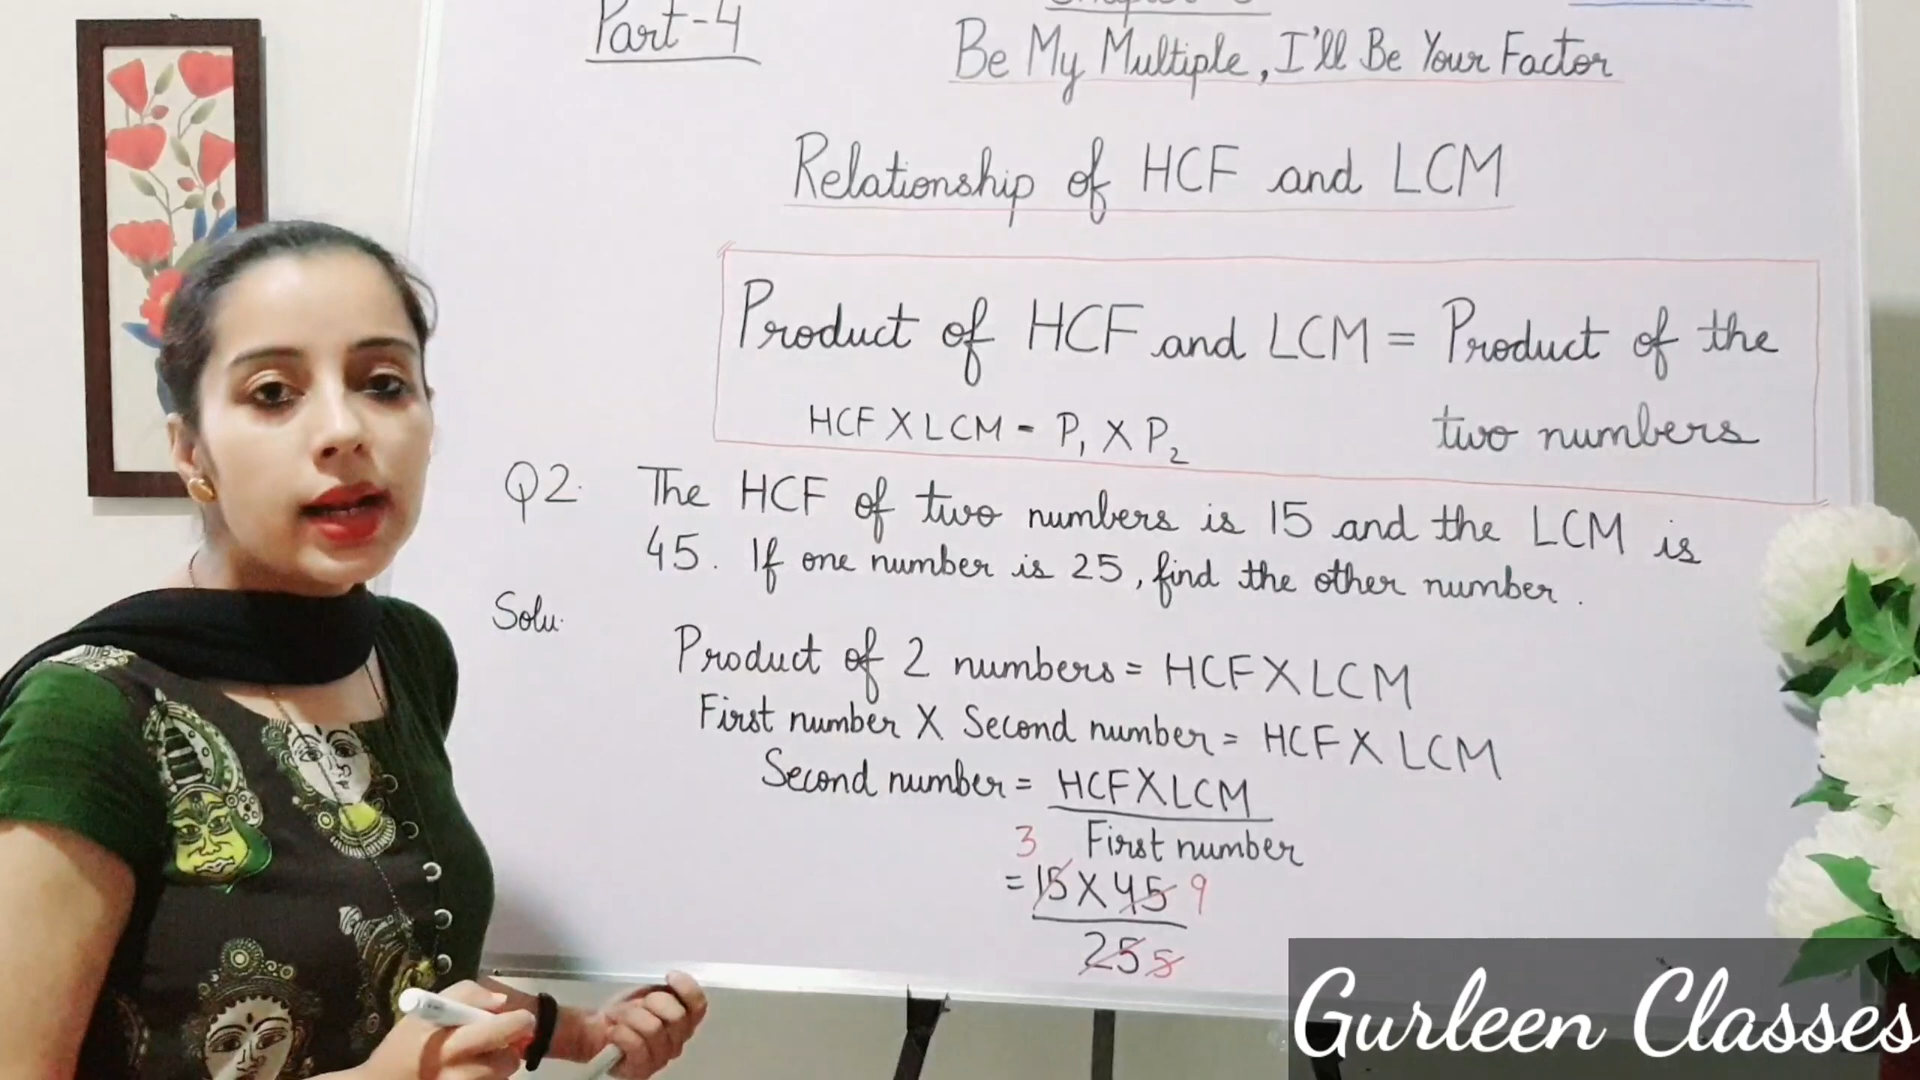 Part-4
Be My Multiple, I'll Be Your Factor
Relationship of HCF and LCM
Product of HCF and LCM = Product of the
two numbers
HCF X LCM = P₁ X P₂
Q2. The HCF of two numbers is 15 and the LCM is
45. If one number is 25, find the other number.
Solu.
Product of 2 numbers = HCF X LCM
First number X Second number = HCF X LCM
Second number = HCF X LCM
First number
3
= 15 X 45 9
25 5
Gurleen Classes